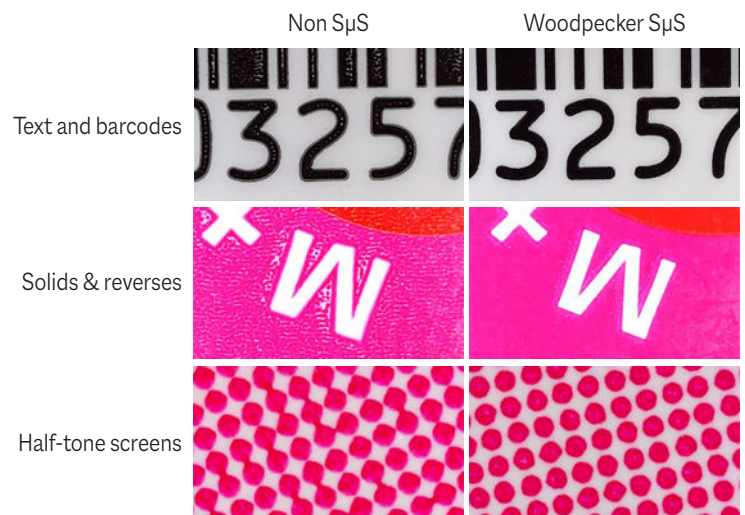 Non SµS
Woodpecker SµS
Text and barcodes
03257
03257
Solids & reverses
M
M
Half-tone screens